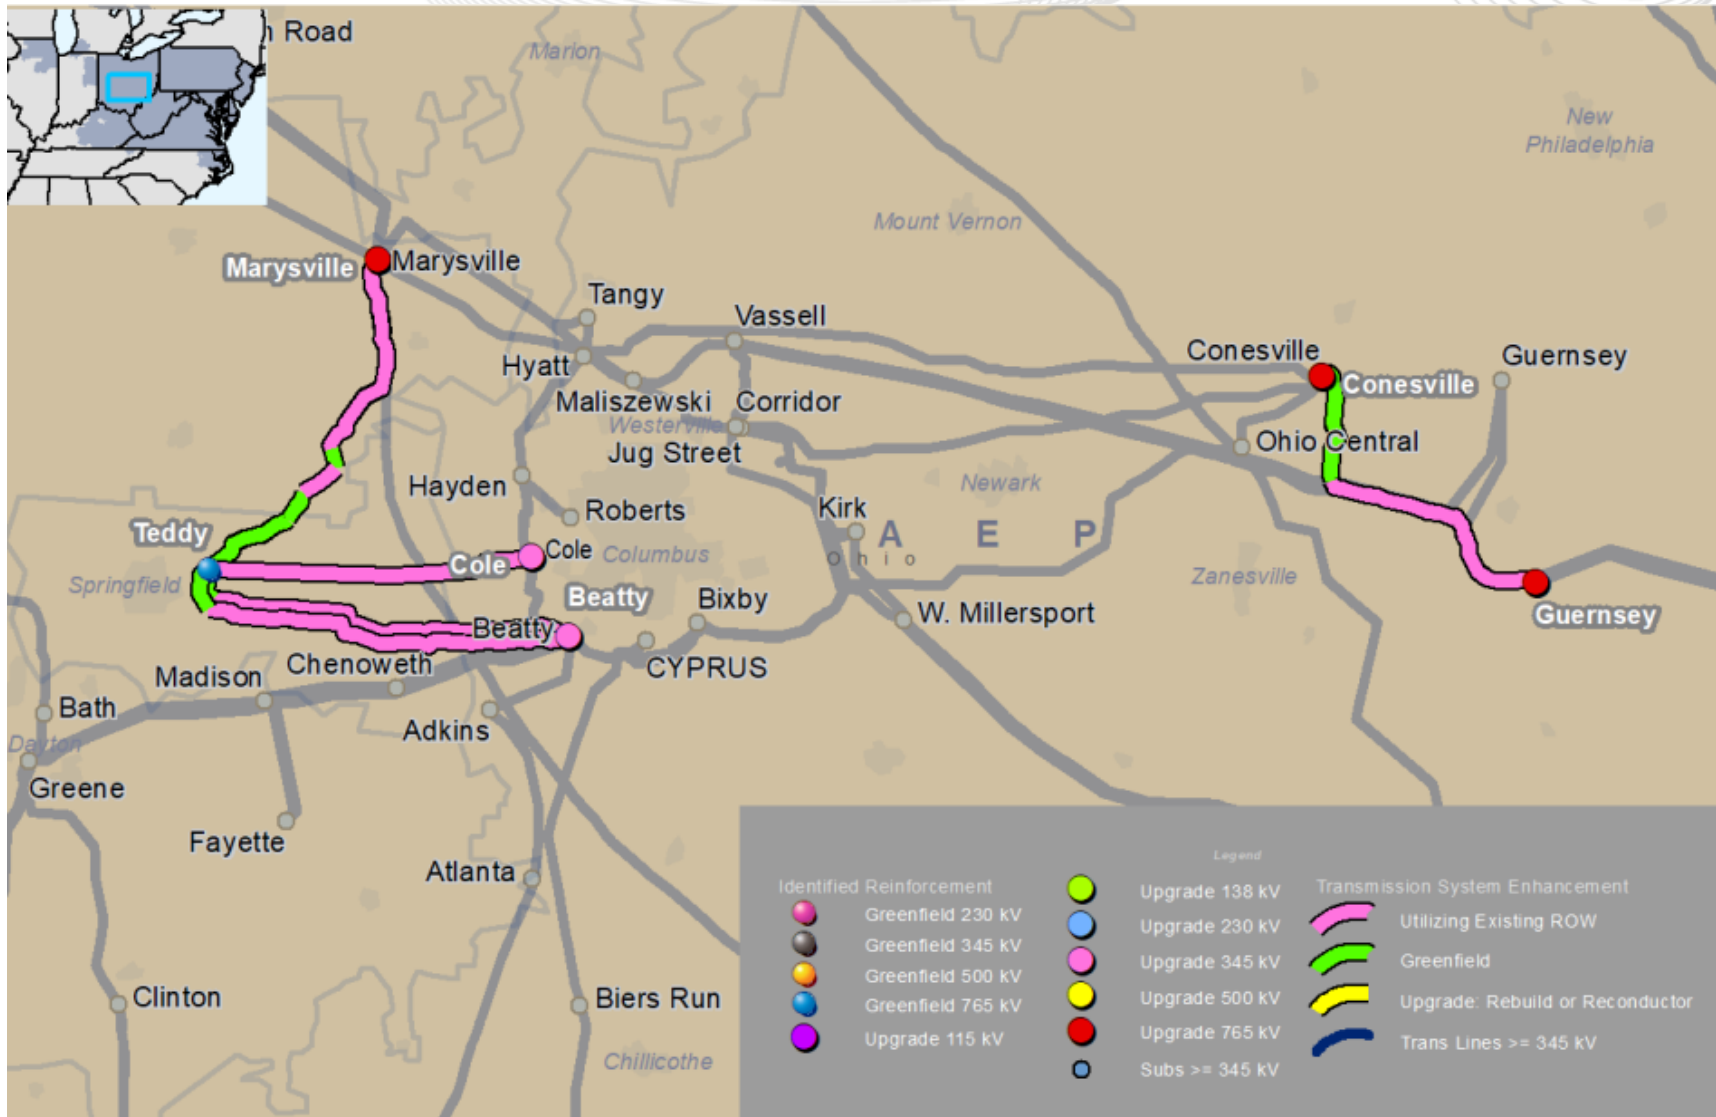 n Road
Marion
New
Philadelphia
Mount Vernon
Marysville
Marysville
Tangy
Vassell
Hyatt
Conesville
Guernsey
Conesville
Maliszewski
Corridor
Westerville
Jug Street
Ohio Central
Hayden
Newark
Roberts
Kirk
A E P
Ohio
Teddy
Cole
Cole
Columbus
Springfield
Zanesville
Beatty
Bixby
Beatty
W. Millersport
Guernsey
Chenoweth
CYPRUS
Madison
Bath
Adkins
Dayton
Greene
Fayette
Atlanta
Clinton
Biers Run
Chillicothe
Legend
Identified Reinforcement
Greenfield 230 kV
Greenfield 345 kV
Greenfield 500 kV
Greenfield 765 kV
Upgrade 115 kV
Upgrade 138 kV
Upgrade 230 kV
Upgrade 345 kV
Upgrade 500 kV
Upgrade 765 kV
Subs >= 345 kV
Transmission System Enhancement
Utilizing Existing ROW
Greenfield
Upgrade: Rebuild or Reconductor
Trans Lines >= 345 kV